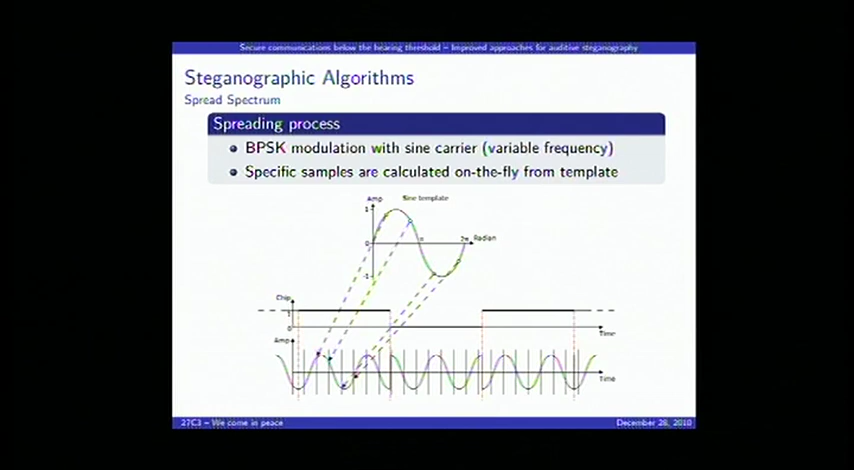 Secure communications below the hearing threshold – Improved approaches for auditive steganography
Steganographic Algorithms
Spread Spectrum
Spreading process
BPSK modulation with sine carrier (variable frequency)
Specific samples are calculated on-the-fly from template
Amp
Sine template
1
0
π
2π
Radian
-1
Chip
1
0
Time
Amp
Time
27C3 – We come in peace
December 28, 2010